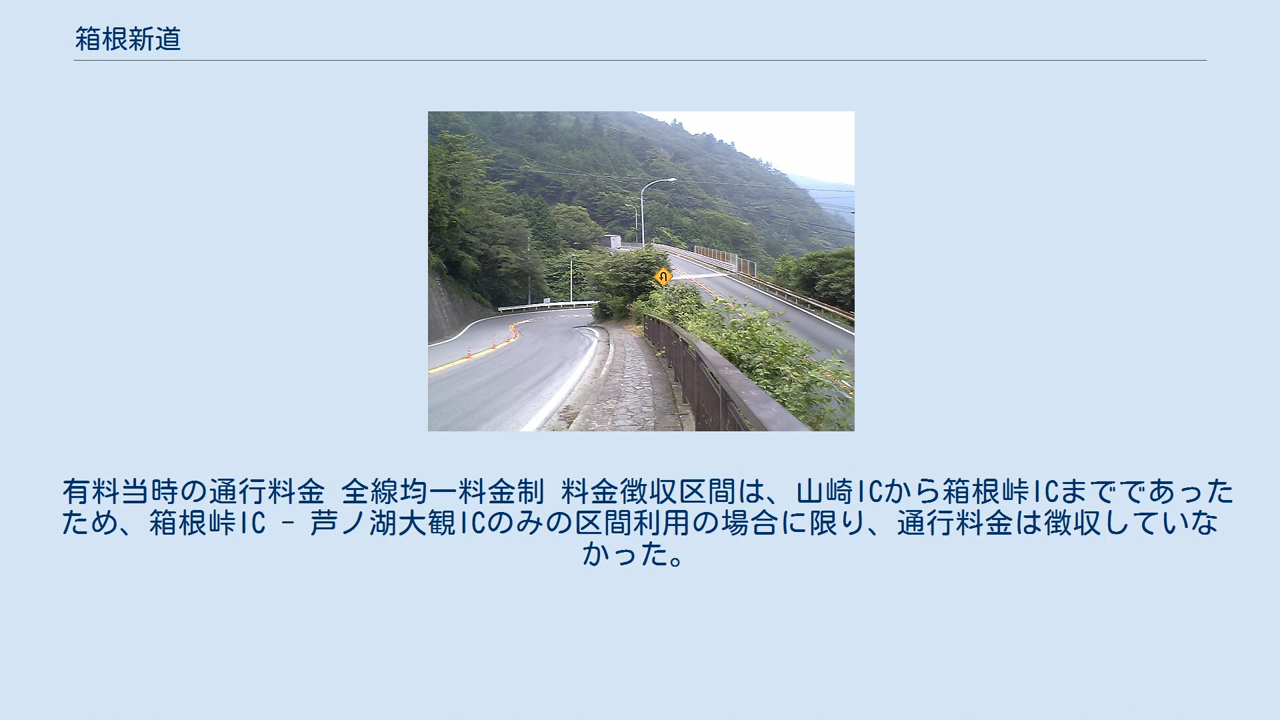 箱根新道
有料当時の通行料金 全線均一料金制 料金徴収区間は、山崎ICから箱根峠ICまでであった
ため、箱根峠IC - 芦ノ湖大観ICのみの区間利用の場合に限り、通行料金は徴収していな
かった。